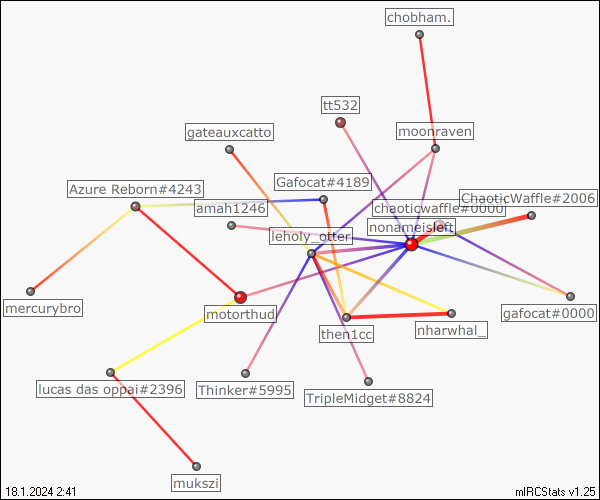 chobham.
tt532
gateauxcatto
moonraven
Gafocat#4189
Azure Reborn#4243
ChaoticWaffle#2006
amah1246
chaoticwaffle#0000
nonameisleft
leholy_otter
mercurybro
motorthud
gafocat#0000
then1cc
nharwhal_
lucas das oppai#2396
Thinker#5995
TripleMidget#8824
mukszi
18.1.2024 2:41
mIRCStats v1.25